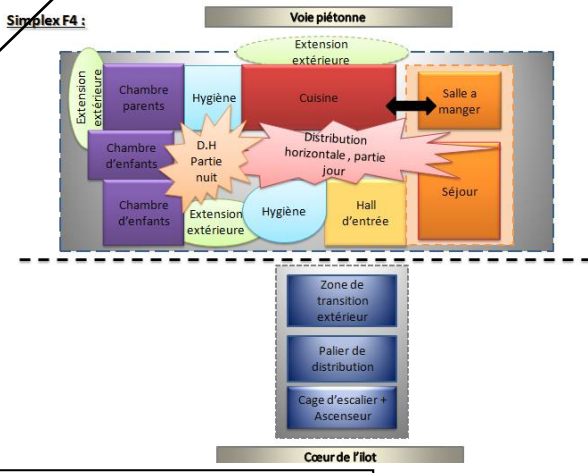 Simplex F4 :
Voie piétonne
Extension
extérieure
Extension
extérieure
Chambre
parents
Hygiène
Cuisine
Salle a
manger
Chambre
d'enfants
D.H
Partie
nuit
Distribution
horizontale , partie
jour
Séjour
Chambre
d'enfants
Extension
extérieure
Hygiène
Hall
d'entrée
Zone de
transition
extérieur
Palier de
distribution
Cage d'escalier +
Ascenseur
Cœur de l'ilot